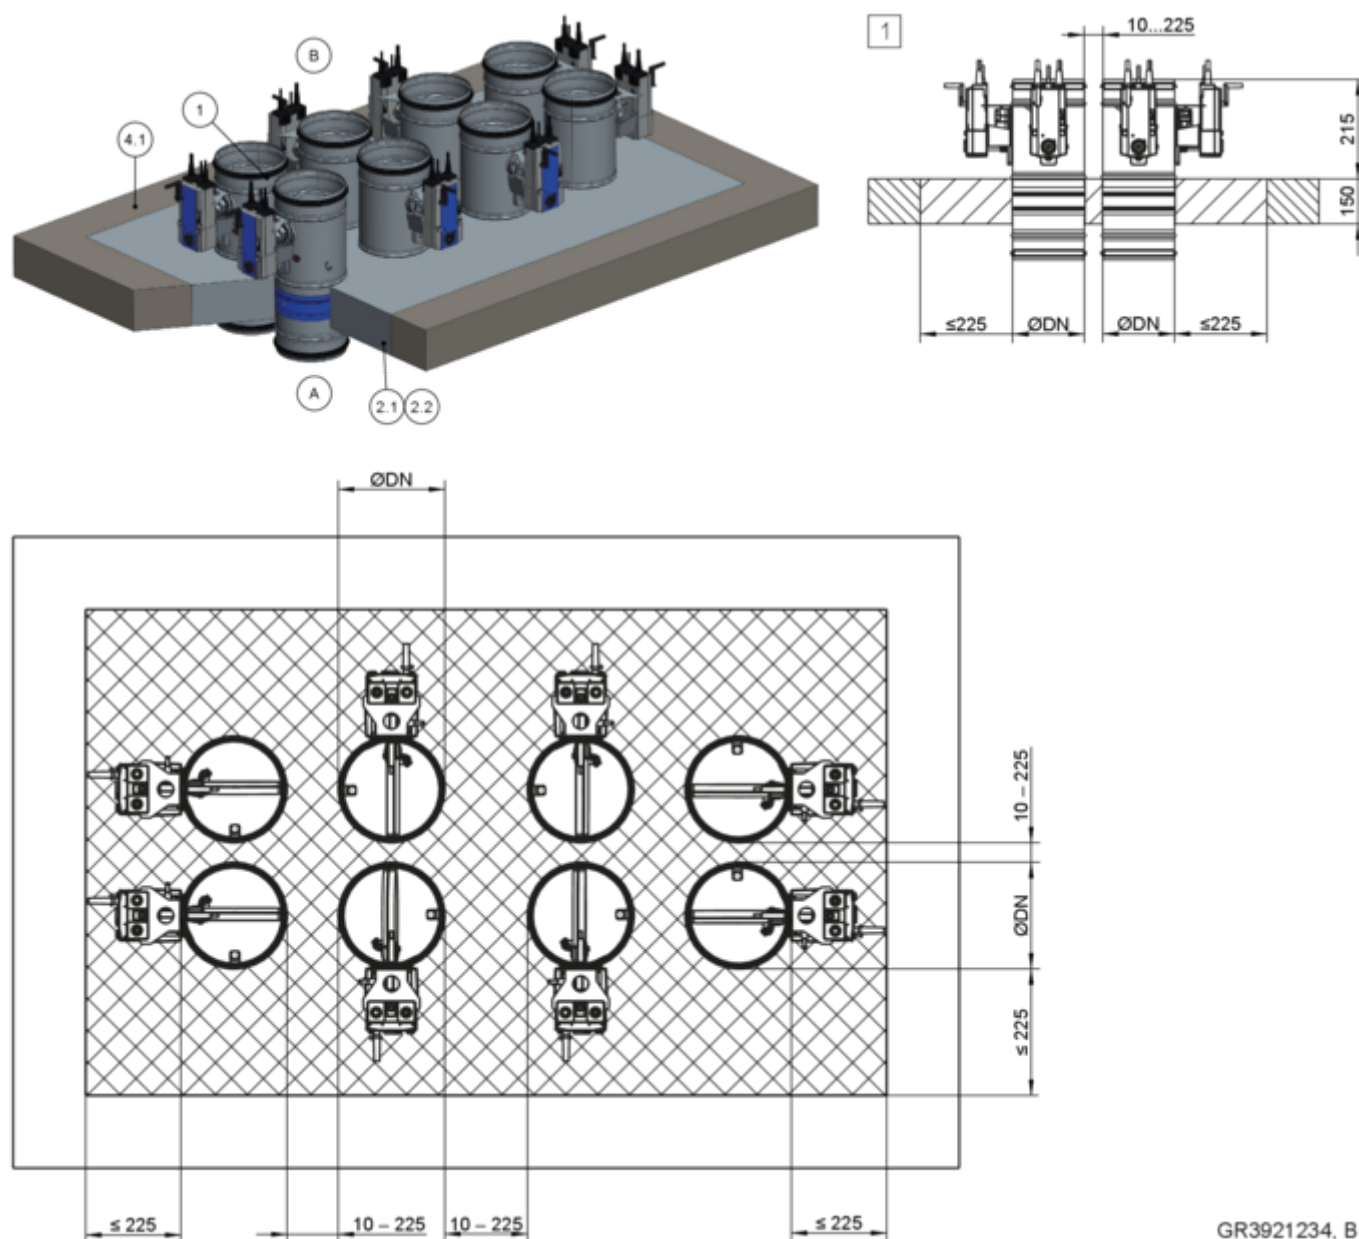 B
1
4.1
A
2.1 2.2
1
10...225
215
150
≤225 ØDN ØDN ≤225
ØDN
10 – 225
ØDN
≤ 225
≤ 225 10 – 225 10 – 225 ≤ 225
GR3921234, B